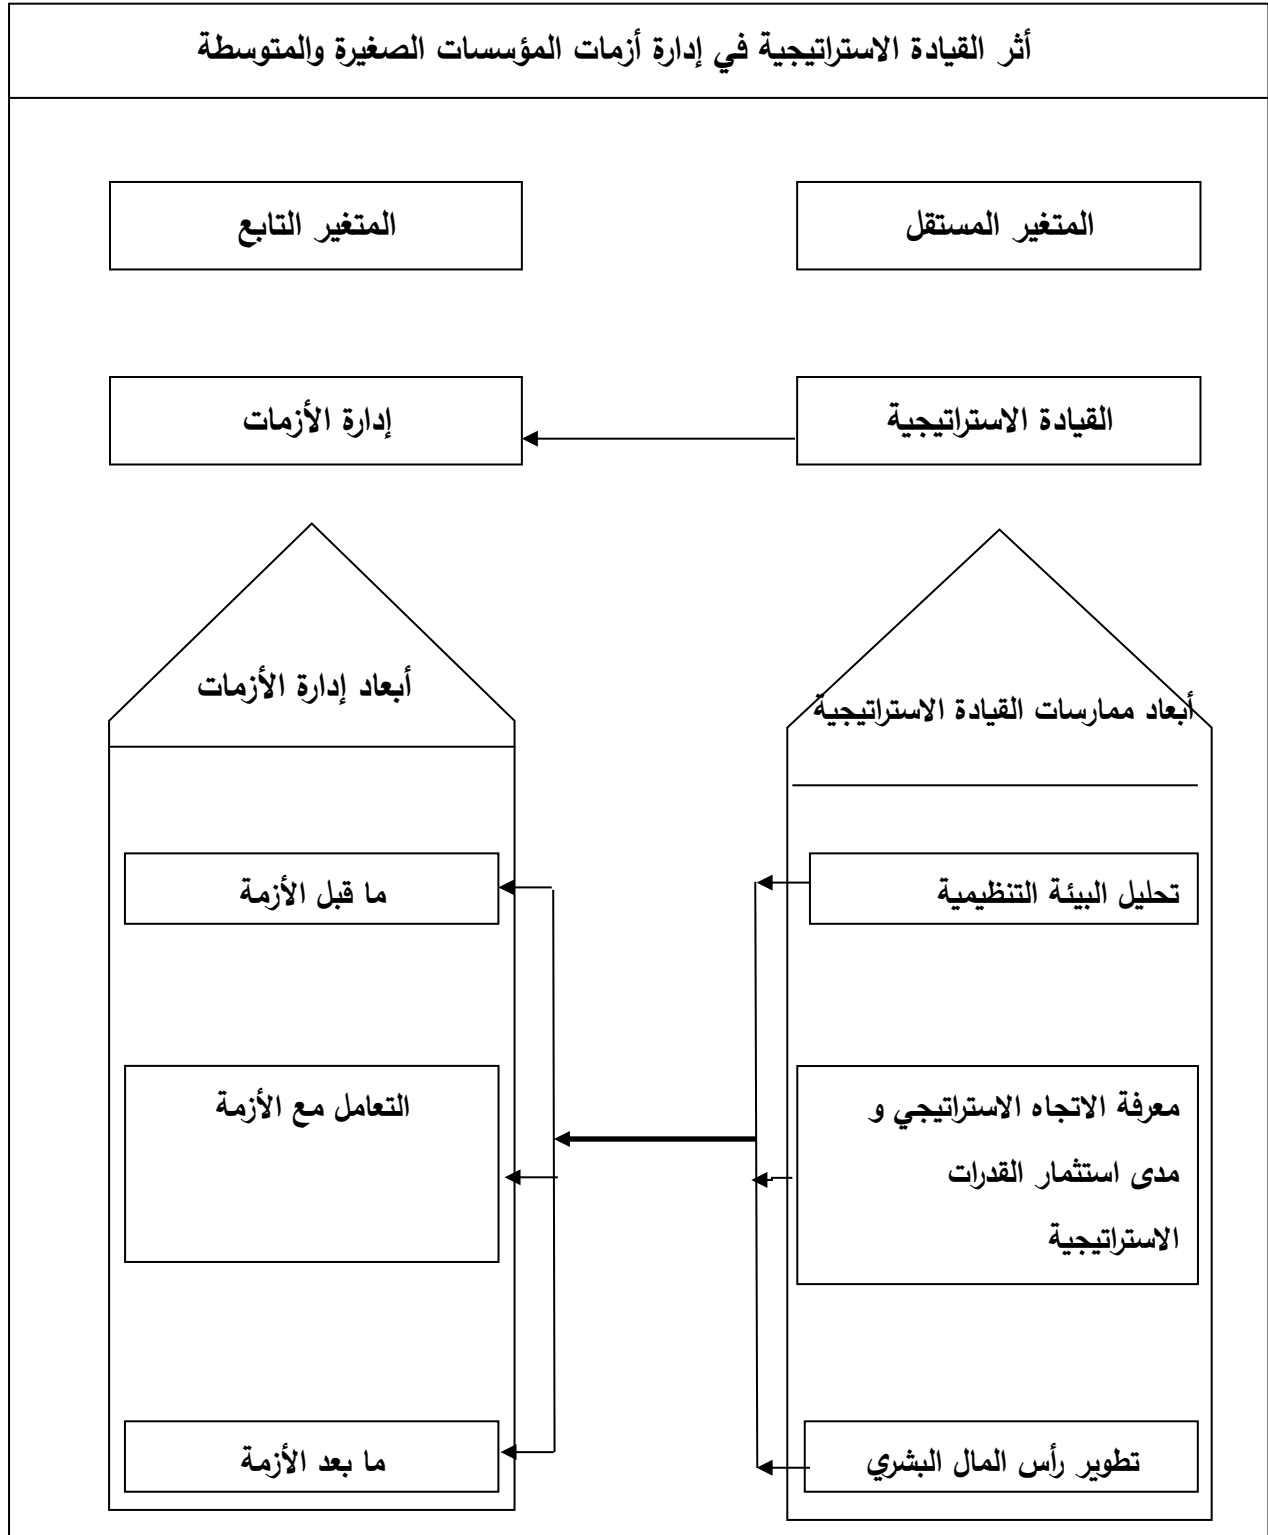 أثر القيادة الاستراتيجية في إدارة أزمات المؤسسات الصغيرة والمتوسطة
المتغير المستقل
المتغير التابع
القيادة الاستراتيجية
إدارة الأزمات
أبعاد ممارسات القيادة الاستراتيجية
تحليل البيئة التنظيمية
معرفة الاتجاه الاستراتيجي و
مدى استثمار القدرات
الاستراتيجية
تطوير رأس المال البشري
أبعاد إدارة الأزمات
ما قبل الأزمة
التعامل مع الأزمة
ما بعد الأزمة